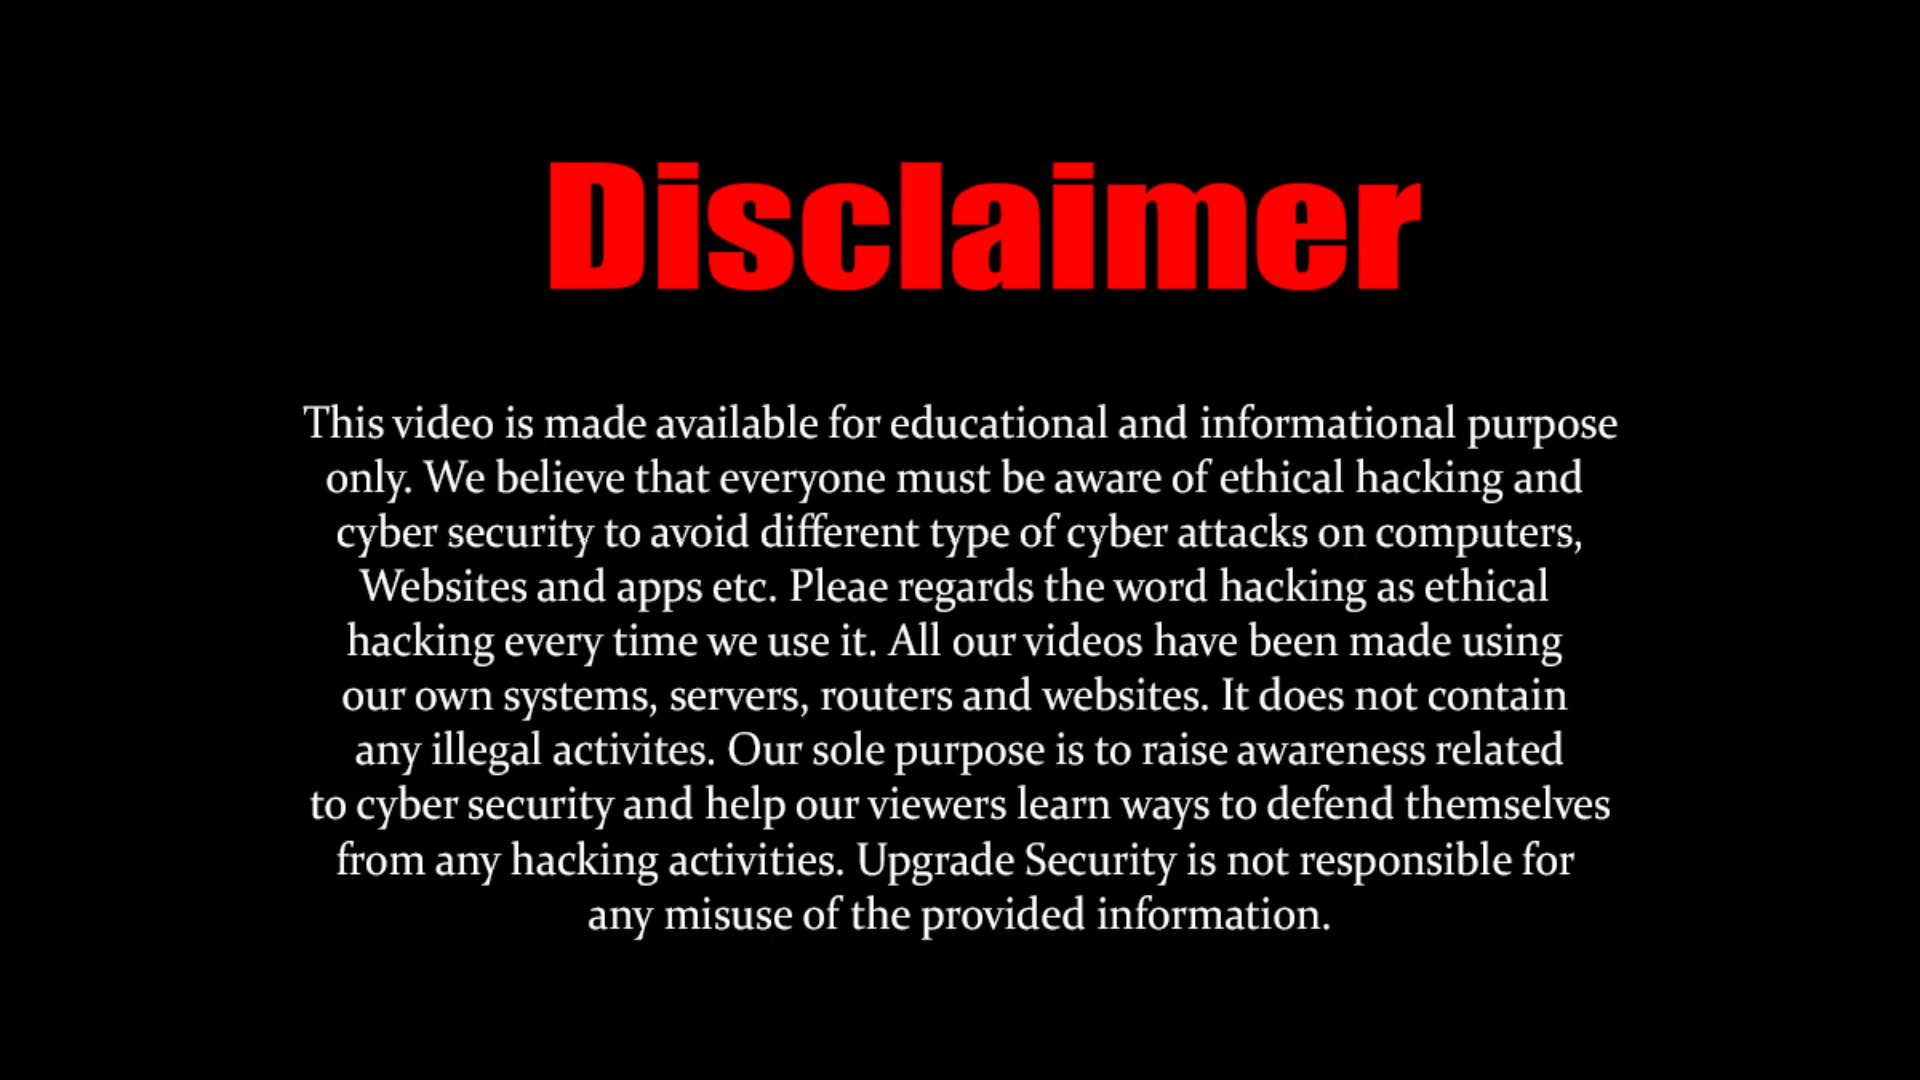 Disclaimer
This video is made available for educational and informational purpose
only. We believe that everyone must be aware of ethical hacking and
cyber security to avoid different type of cyber attacks on computers,
Websites and apps etc. Pleae regards the word hacking as ethical
hacking every time we use it. All our videos have been made using
our own systems, servers, routers and websites. It does not contain
any illegal activites. Our sole purpose is to raise awareness related
to cyber security and help our viewers learn ways to defend themselves
from any hacking activities. Upgrade Security is not responsible for
any misuse of the provided information.